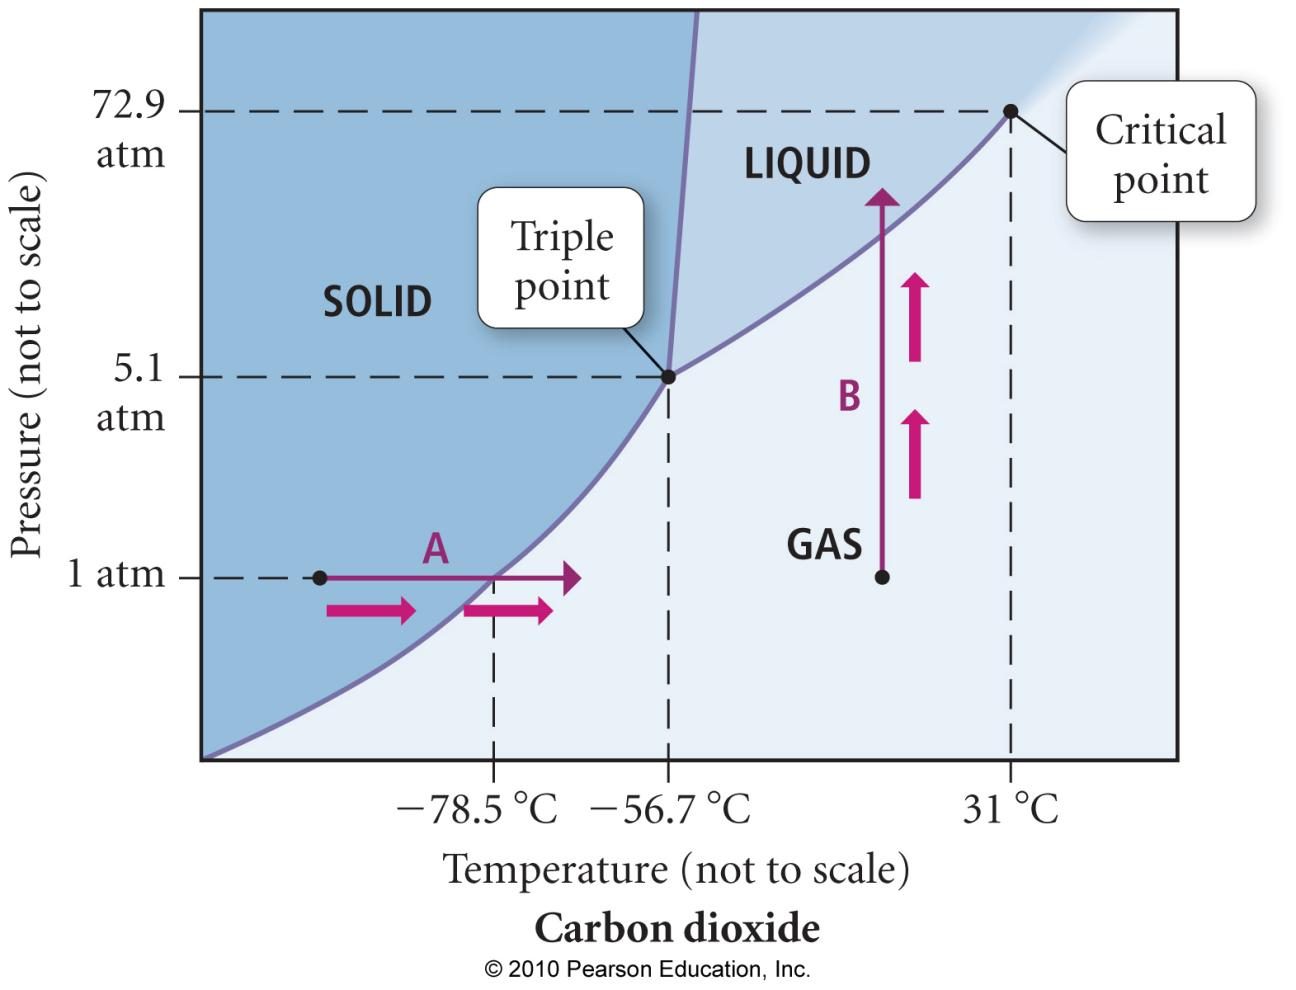 72.9
atm
Critical
point
LIQUID
Triple
point
SOLID
Pressure (not to scale)
5.1
atm
B
GAS
A
1 atm
−78.5 °C
−56.7 °C
31 °C
Temperature (not to scale)
Carbon dioxide
© 2010 Pearson Education, Inc.